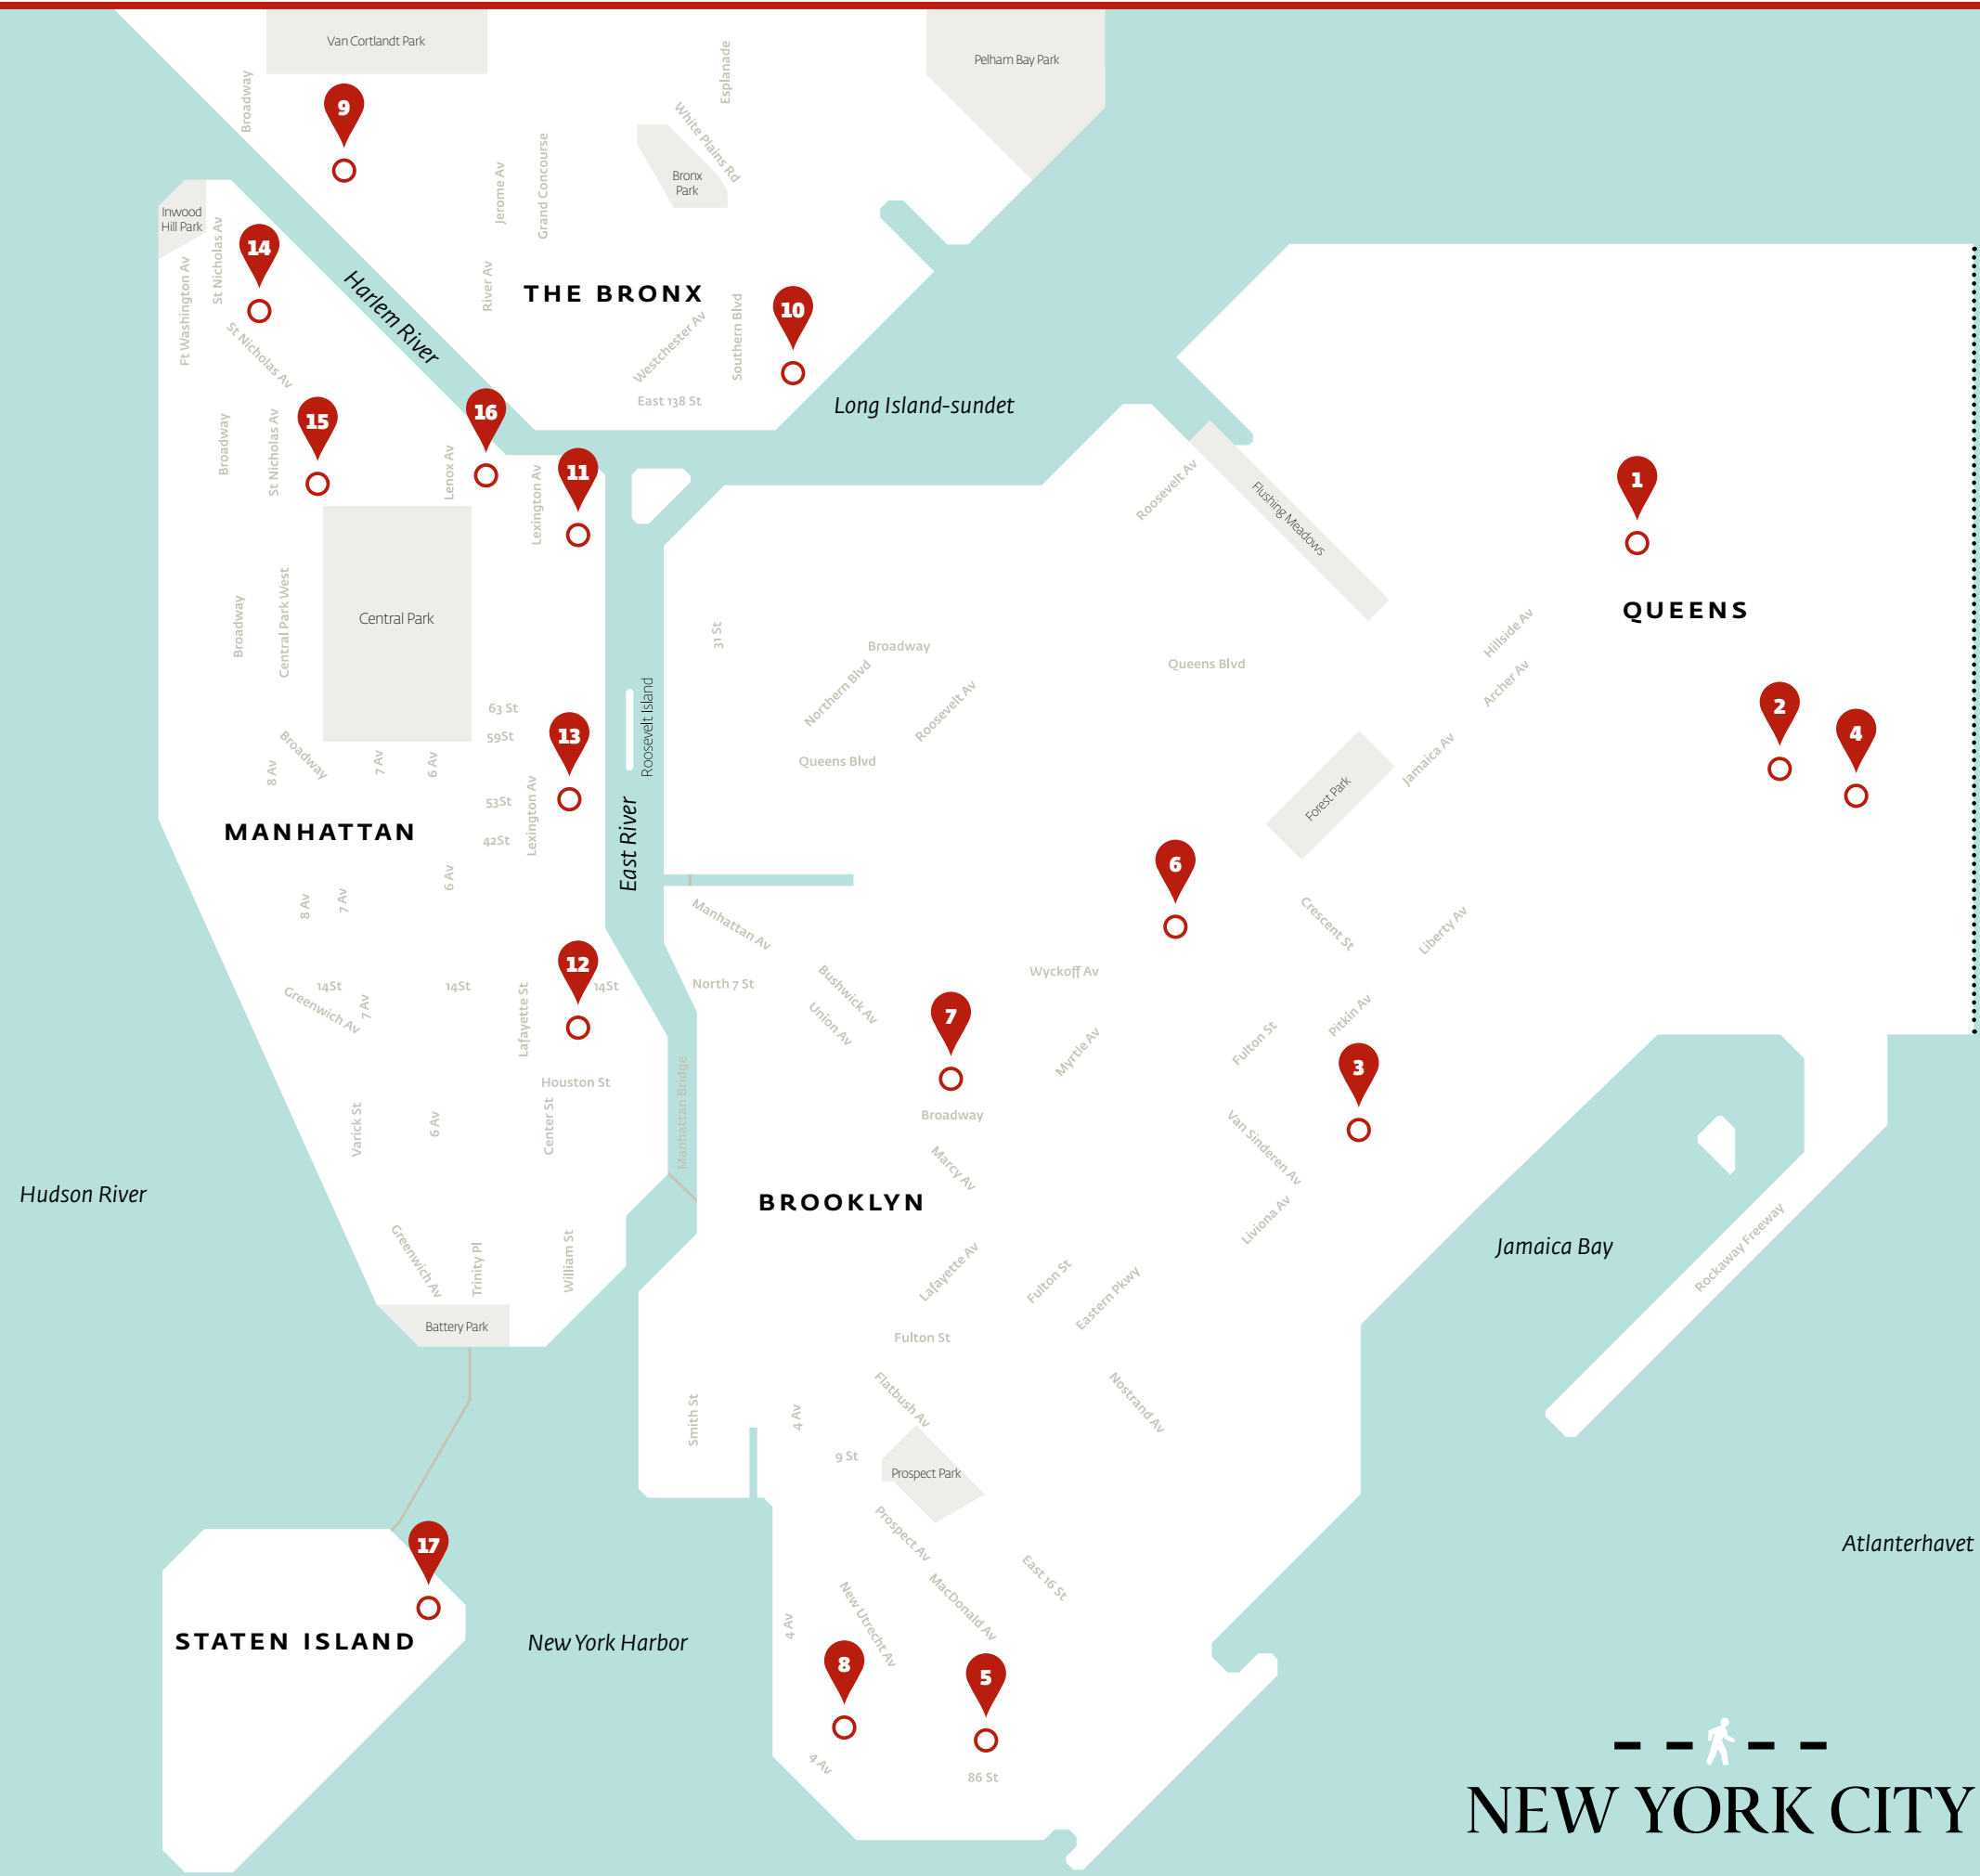 Van Cortlandt Park
Pelham Bay Park
Broadway
Esplanade
White Plains Rd
9
Jerome Av
Grand Concourse
Bronx
Park
Inwood
Hill Park
St Nicholas Av
14
Ft Washington Av
Harlem River
River Av
THE BRONX
Westchester Av
Southern Blvd
10
St Nicholas Av
East 138 St
Long Island-sundet
Broadway
St Nicholas Av
15
16
Lenox Av
Lexington Av
11
Roosevelt Av
Flushing Meadows
1
QUEENS
Central Park West
Broadway
Central Park
31 St
Broadway
Northern Blvd
Roosevelt Av
Queens Blvd
Queens Blvd
Hillside Av
Archer Av
Jamaica Av
2
4
63 St
59St
13
Roosevelt Island
Broadway
8 Av
7 Av
6 Av
53St
Lexington Av
42St
MANHATTAN
East River
Forest Park
6
6 Av
8 Av
7 Av
Manhattan Av
Crescent St
Liberty Av
12
14St
14St
14St
Greenwich Av
7 Av
Lafayette St
North 7 St
Bushwick Av
Union Av
Wyckoff Av
7
Myrtle Av
Fulton St
Pitkin Av
3
Houston St
Manhattan Bridge
Varick St
6 Av
Center St
Broadway
Marcy Av
Van Sinderen Av
Hudson River
BROOKLYN
Liviona Av
Jamaica Bay
Rockaway Freeway
Greenwich Av
Trinity Pl
William St
Lafayette Av
Fulton St
Eastern Pkwy
Battery Park
Fulton St
Smith St
4 Av
Flatbush Av
Nostrand Av
9 St
Prospect Park
Prospect Av
Atlanterhavet
17
East 16 St
MacDonald Av
New Utrecht Av
4 Av
STATEN ISLAND
New York Harbor
8
5
4 Av
86 St
NEW YORK CITY